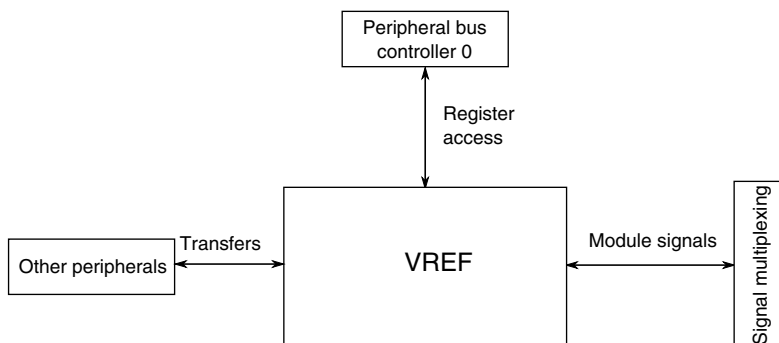 Peripheral bus
controller 0
Register
access
Other peripherals
Transfers
VREF
Module signals
Signal multiplexing